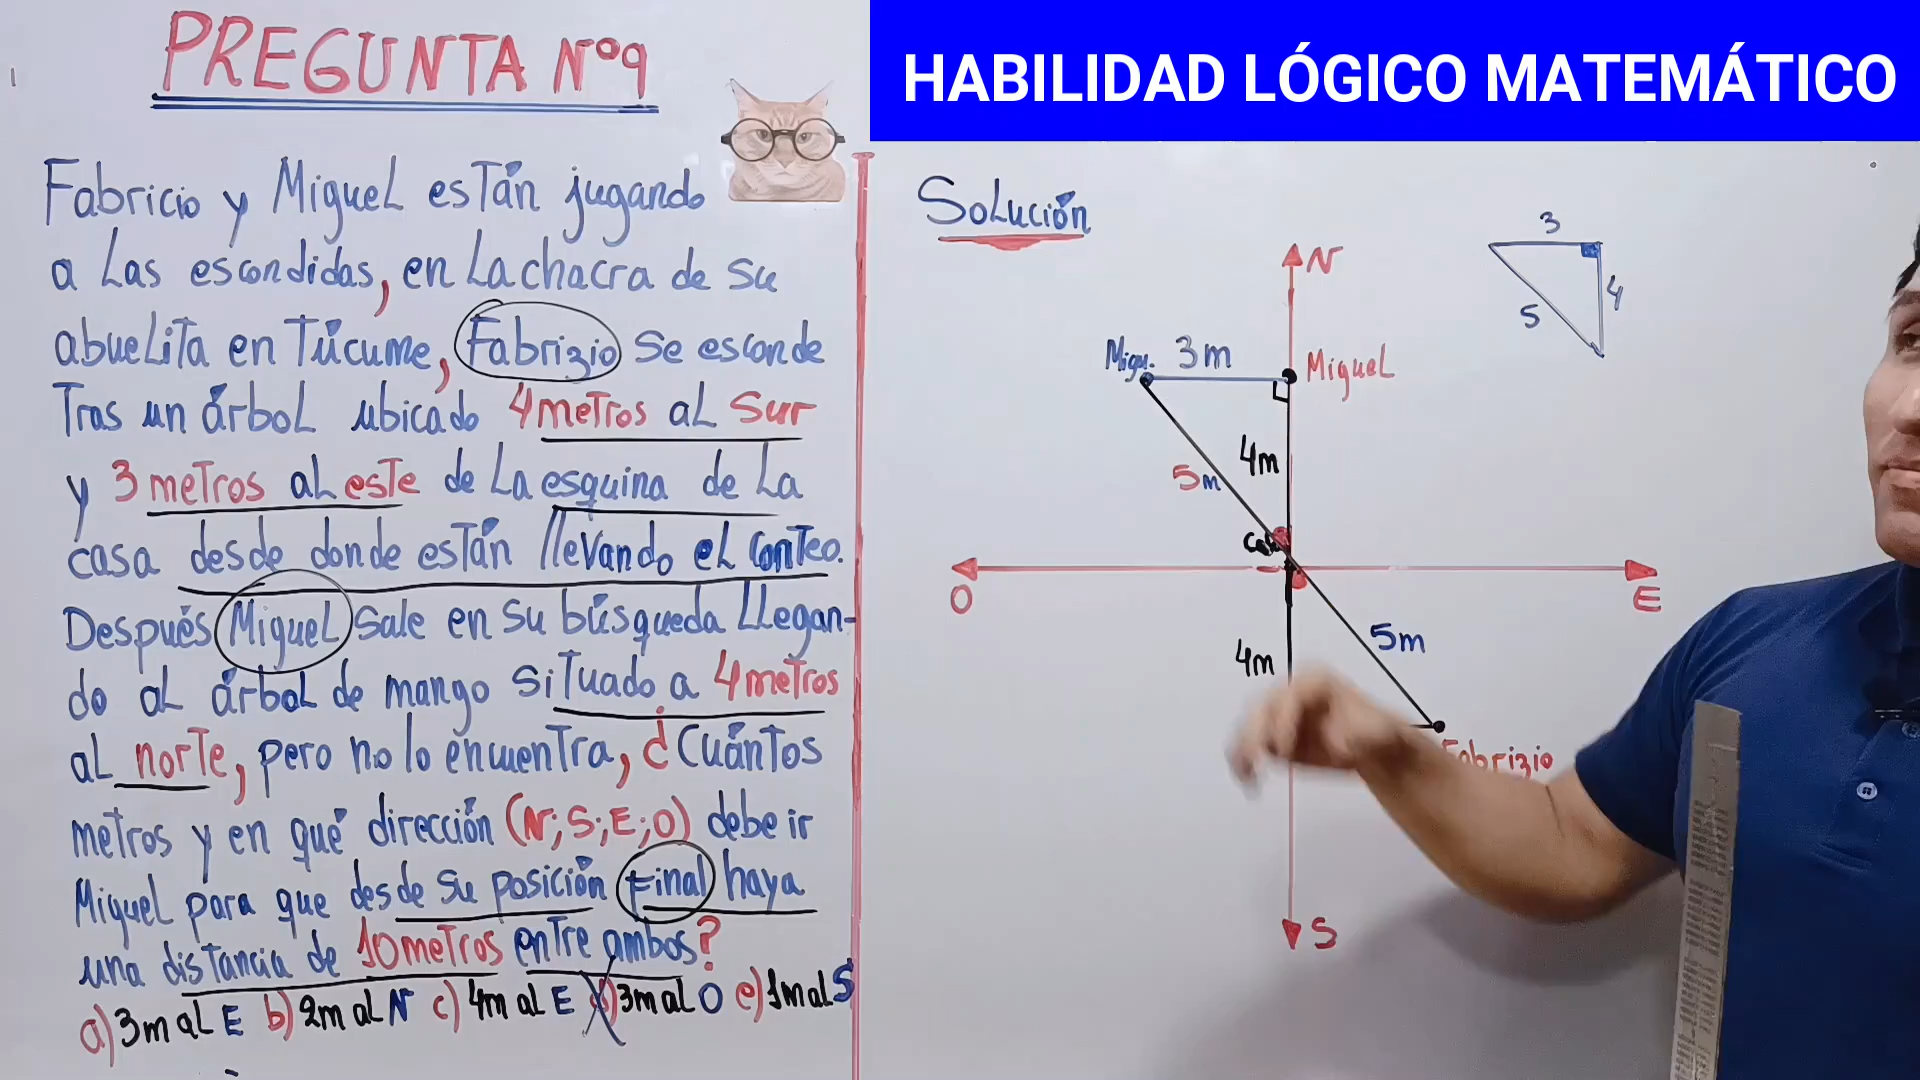 PREGUNTA N°9
HABILIDAD LÓGICO MATEMÁTICO
Fabricio y Miguel están jugando
a las escondidas, en la chacra de su
abuelita en Túcume, Fabrizio se esconde
Tras un árbol ubicado 4 metros al sur
y 3 metros al este de la esquina de la
casa desde donde están llevando el conteo.
Después Miguel sale en su búsqueda llegan-
do al árbol de mango situado a 4 metros
al norte, pero no lo encuentra, ¿Cuántos
metros y en qué dirección (N; S; E; O) debe ir
Miguel para que desde su posición final haya
una distancia de 10 metros entre ambos?
a) 3m al E b) 2m al N c) 4m al E d) 3m al O e) 1m al S
Solución
N
3
4
5
Migu. 3m
Miguel
4m
5m
O
E
5m
4m
Fabrizio
S